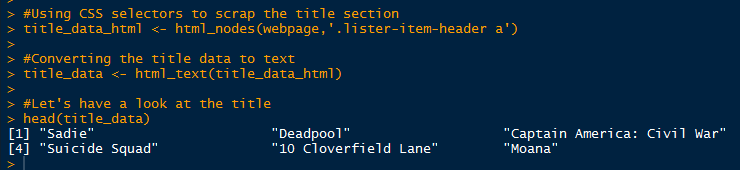 > #Using CSS selectors to scrap the title section
> title_data_html <- html_nodes(webpage,'.lister-item-header a')
>
> #Converting the title data to text
> title_data <- html_text(title_data_html)
>
> #Let's have a look at the title
> head(title_data)
[1] "Sadie" "Deadpool" "Captain America: Civil War"
[4] "Suicide Squad" "10 Cloverfield Lane" "Moana"
>